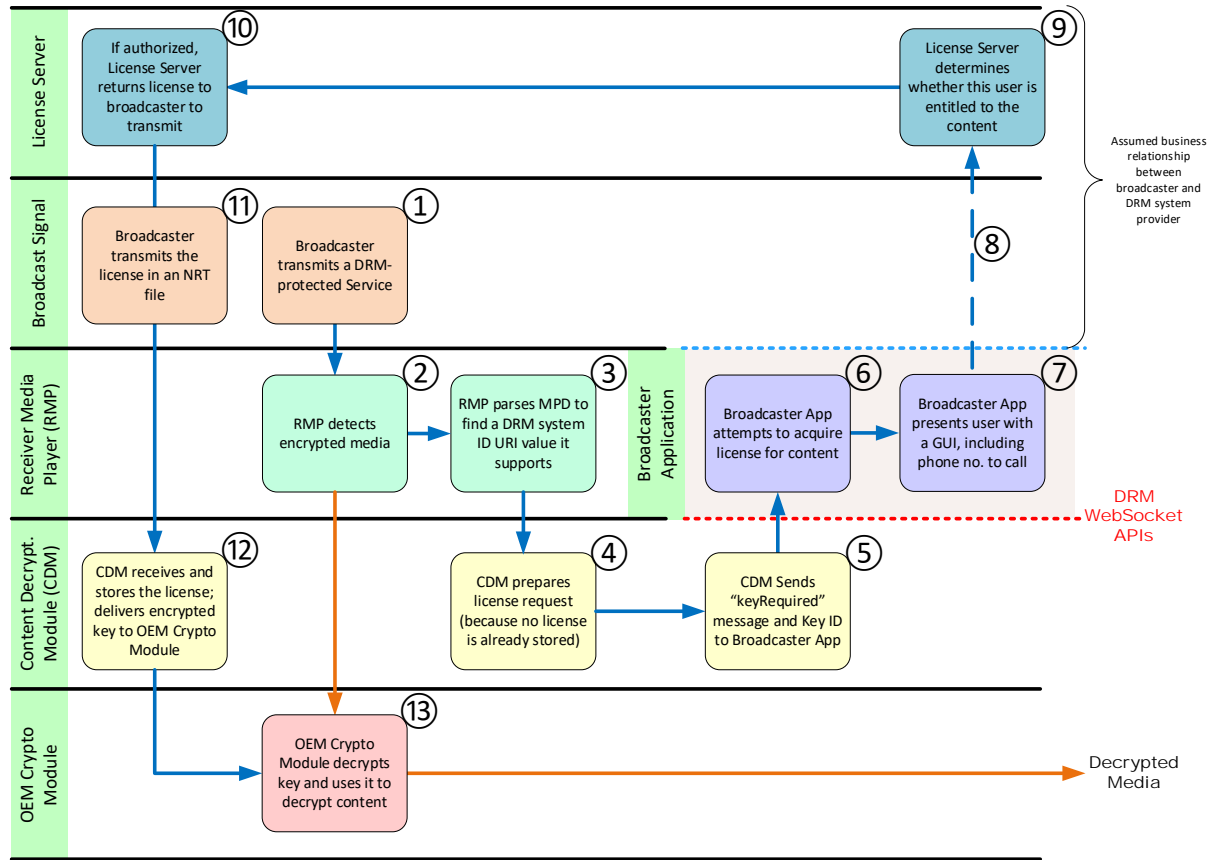 License Server
10
If authorized,
License Server
returns license to
broadcaster to
transmit
9
License Server
determines
whether this user is
entitled to the
content
Assumed business
relationship
between
broadcaster and
DRM system
provider
Broadcast Signal
11
Broadcaster
transmits the
license in an NRT
file
1
Broadcaster
transmits a DRM-
protected Service
8
Receiver Media
Player (RMP)
2
RMP detects
encrypted media
3
RMP parses MPD to
find a DRM system
ID URI value it
supports
Broadcaster
Application
6
Broadcaster App
attempts to acquire
license for content
7
Broadcaster App
presents user with
a GUI, including
phone no. to call
DRM
WebSocket
APIs
Content Decrypt.
Module (CDM)
12
CDM receives and
stores the license;
delivers encrypted
key to OEM Crypto
Module
4
CDM prepares
license request
(because no license
is already stored)
5
CDM Sends
“keyRequired”
message and Key ID
to Broadcaster App
OEM Crypto
Module
13
OEM Crypto
Module decrypts
key and uses it to
decrypt content
Decrypted
Media